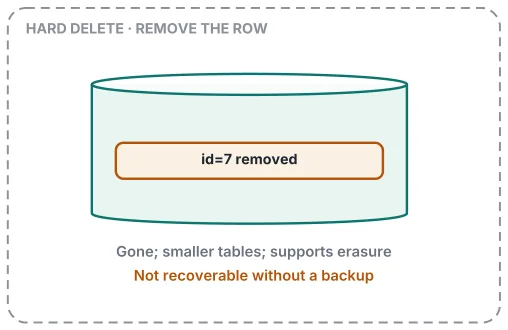 HARD DELETE · REMOVE THE ROW
id=7 removed
Gone; smaller tables; supports erasure
Not recoverable without a backup